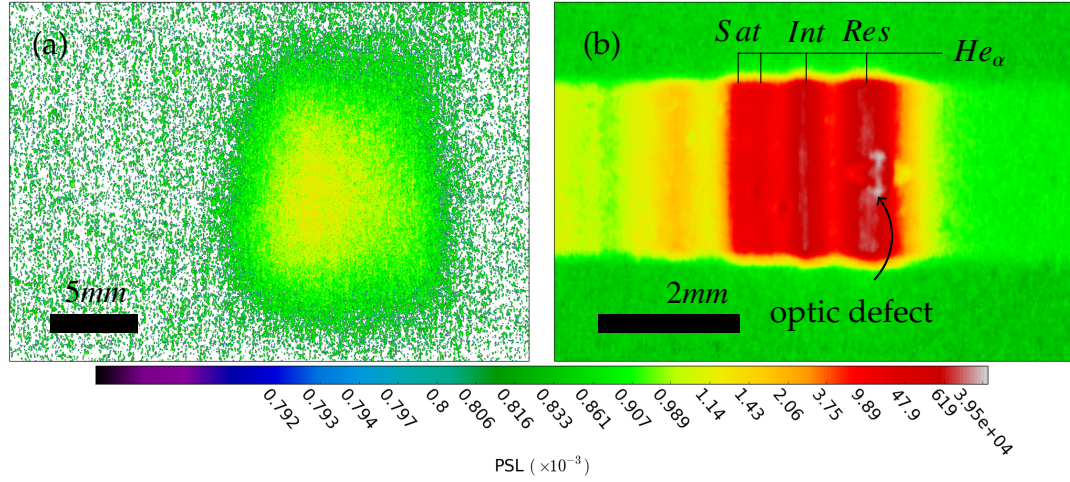 (a)
5mm
(b)
Sat Int Res
He_α
2mm
optic defect
0.792 0.793 0.794 0.797 0.8 0.806 0.816 0.833 0.861 0.907 0.989 1.14 1.43 2.06 3.75 9.89 47.9 619 3.95e+04
PSL (×10⁻³)